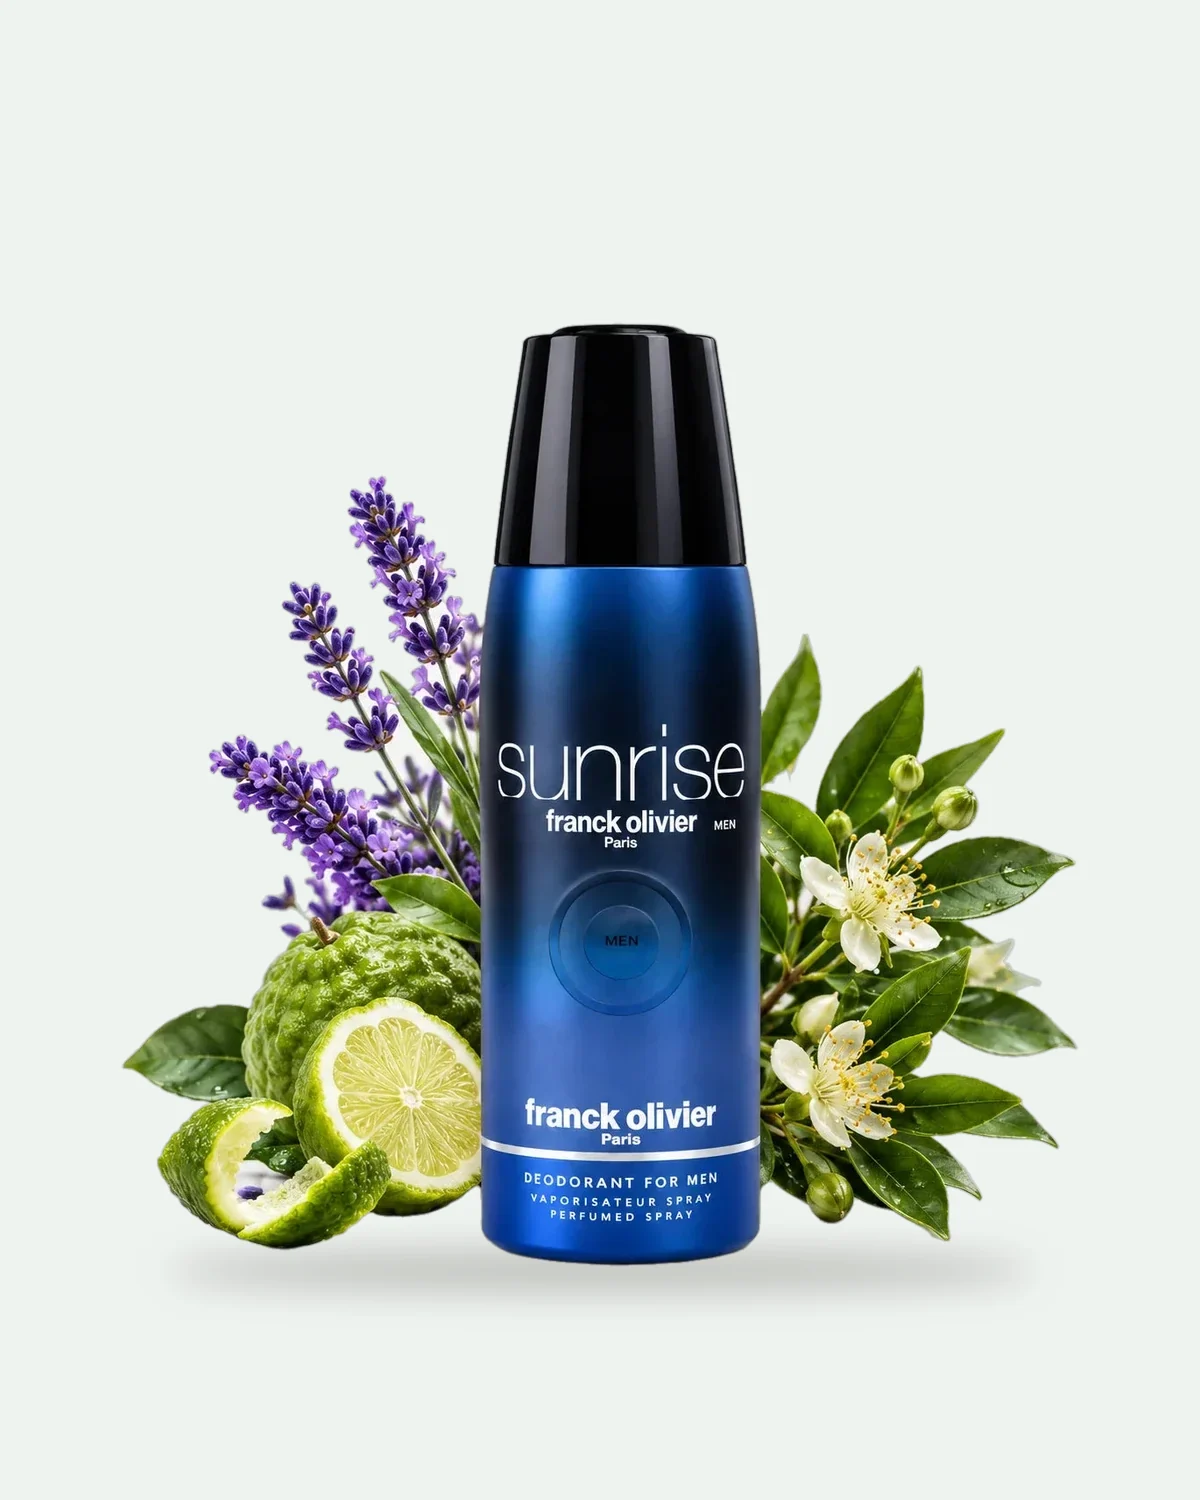 sunrise
franck olivier MEN
Paris
MEN
franck olivier
Paris
DEODORANT FOR MEN
VAPORISATEUR SPRAY
PERFUMED SPRAY